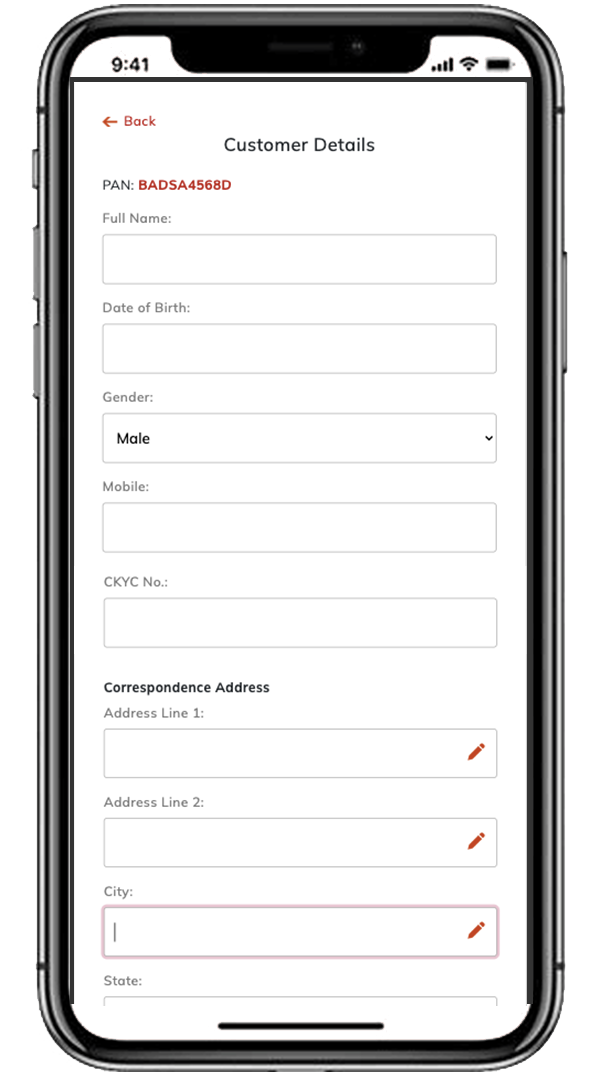 9:41
Back
Customer Details
PAN: BADSA4568D
Full Name:
Date of Birth:
Gender:
Male
Mobile:
CKYC No.:
Correspondence Address
Address Line 1:
Address Line 2:
City:
State: